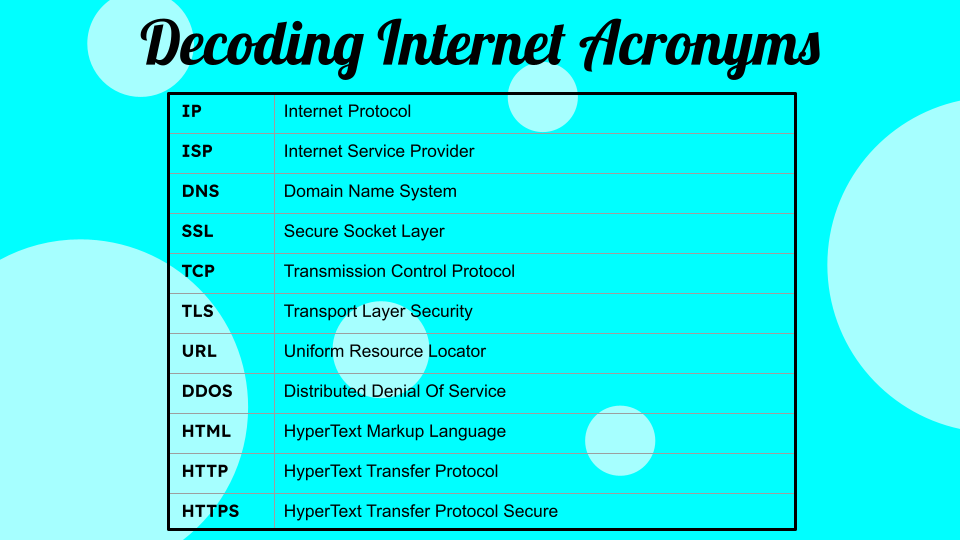 Decoding Internet Acronyms
IP Internet Protocol
ISP Internet Service Provider
DNS Domain Name System
SSL Secure Socket Layer
TCP Transmission Control Protocol
TLS Transport Layer Security
URL Uniform Resource Locator
DDOS Distributed Denial Of Service
HTML HyperText Markup Language
HTTP HyperText Transfer Protocol
HTTPS HyperText Transfer Protocol Secure